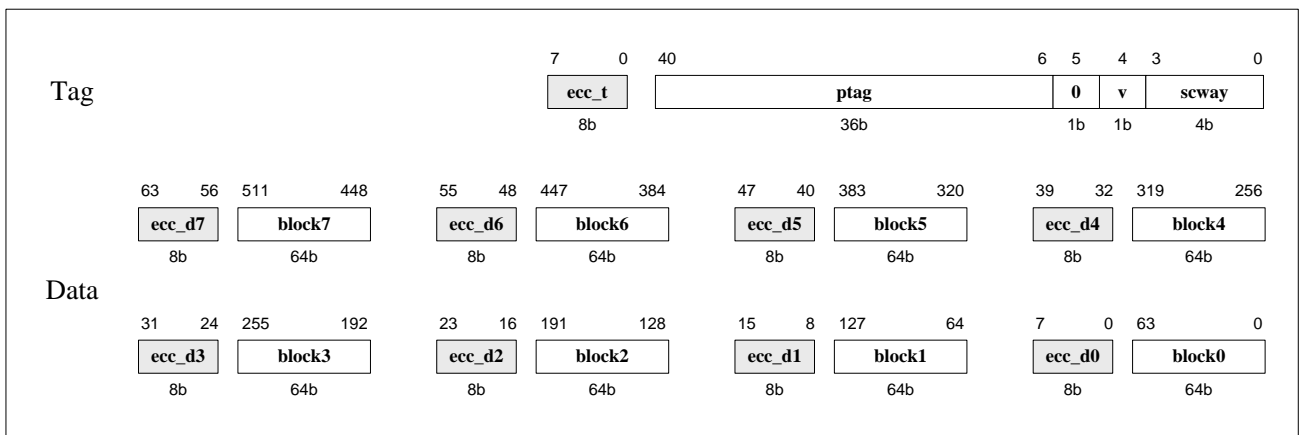 7 0 40 6 5 4 3 0
Tag ecc_t ptag 0 v scway
8b 36b 1b 1b 4b
63 56 511 448 55 48 447 384 47 40 383 320 39 32 319 256
ecc_d7 block7 ecc_d6 block6 ecc_d5 block5 ecc_d4 block4
8b 64b 8b 64b 8b 64b 8b 64b
Data
31 24 255 192 23 16 191 128 15 8 127 64 7 0 63 0
ecc_d3 block3 ecc_d2 block2 ecc_d1 block1 ecc_d0 block0
8b 64b 8b 64b 8b 64b 8b 64b